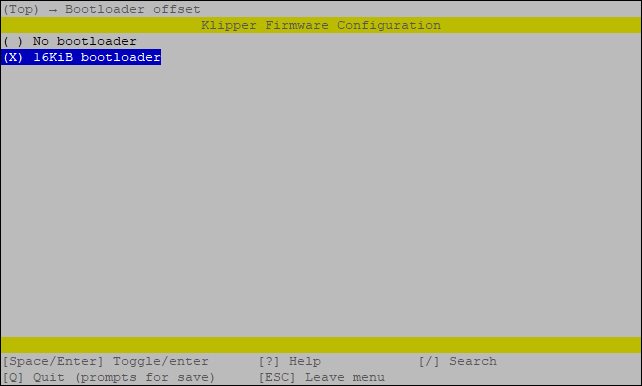 (Top) → Bootloader offset
Klipper Firmware Configuration
( ) No bootloader
(X) 16KiB bootloader
[Space/Enter] Toggle/enter [?] Help [/] Search
[Q] Quit (prompts for save) [ESC] Leave menu